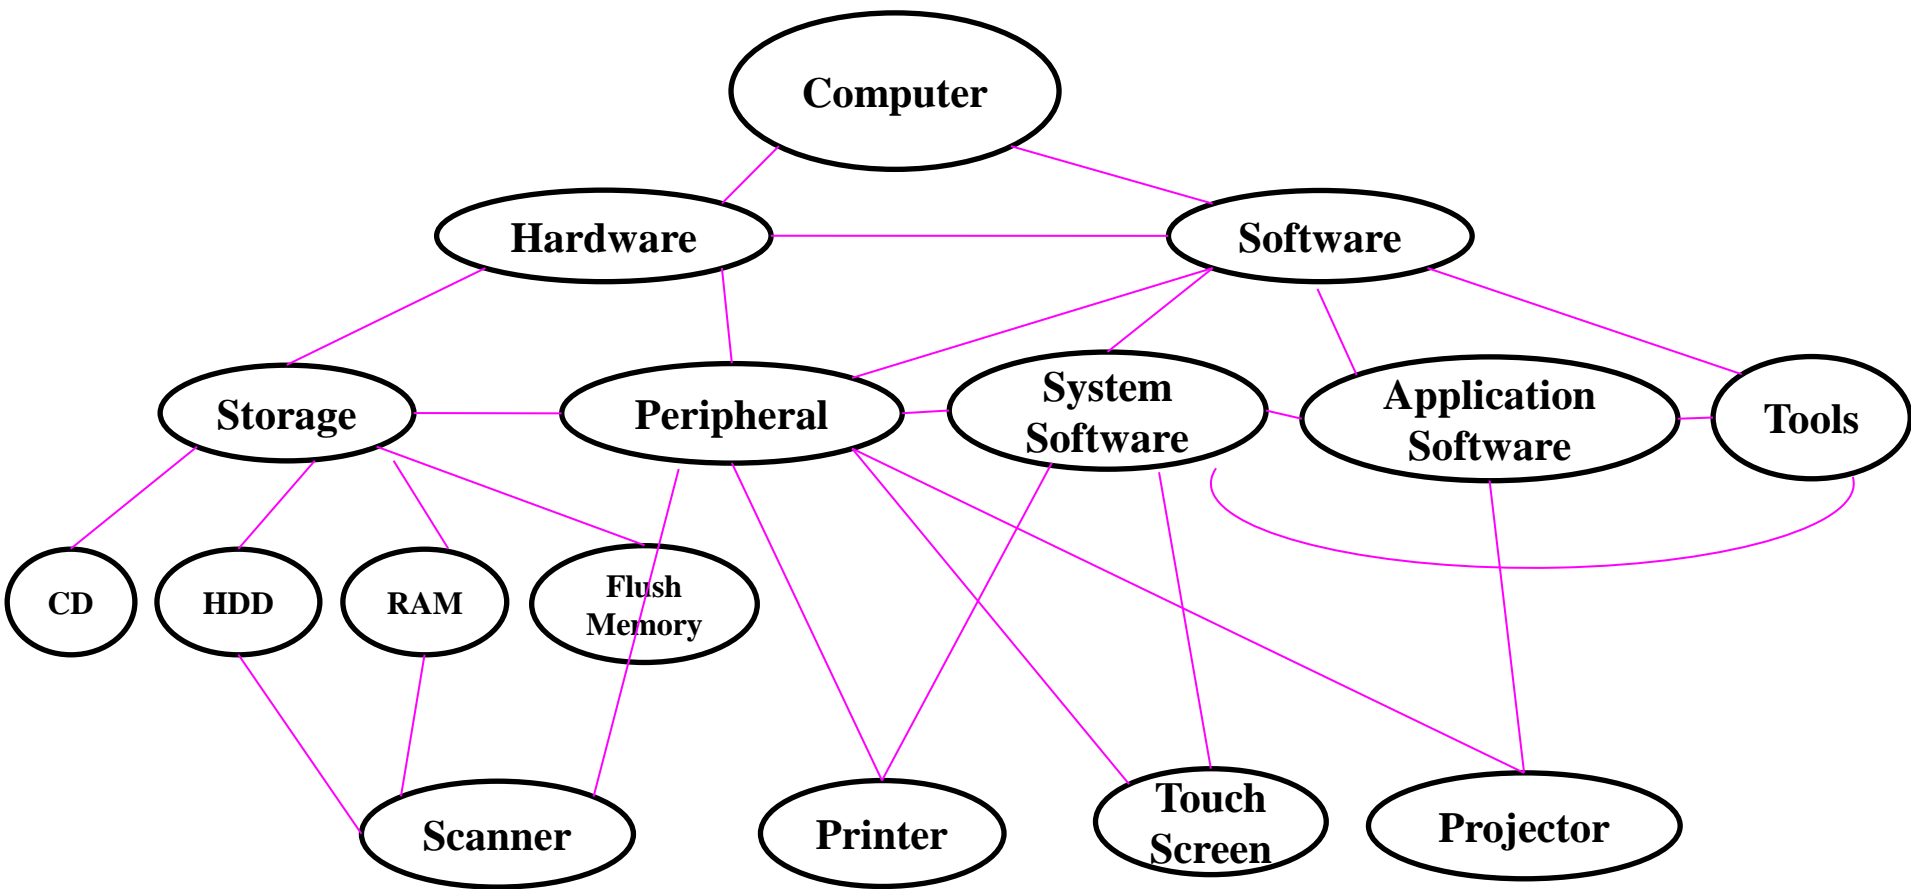 Computer
Hardware
Software
Storage
Peripheral
System
Software
Application
Software
Tools
CD
HDD
RAM
Flush
Memory
Scanner
Printer
Touch
Screen
Projector